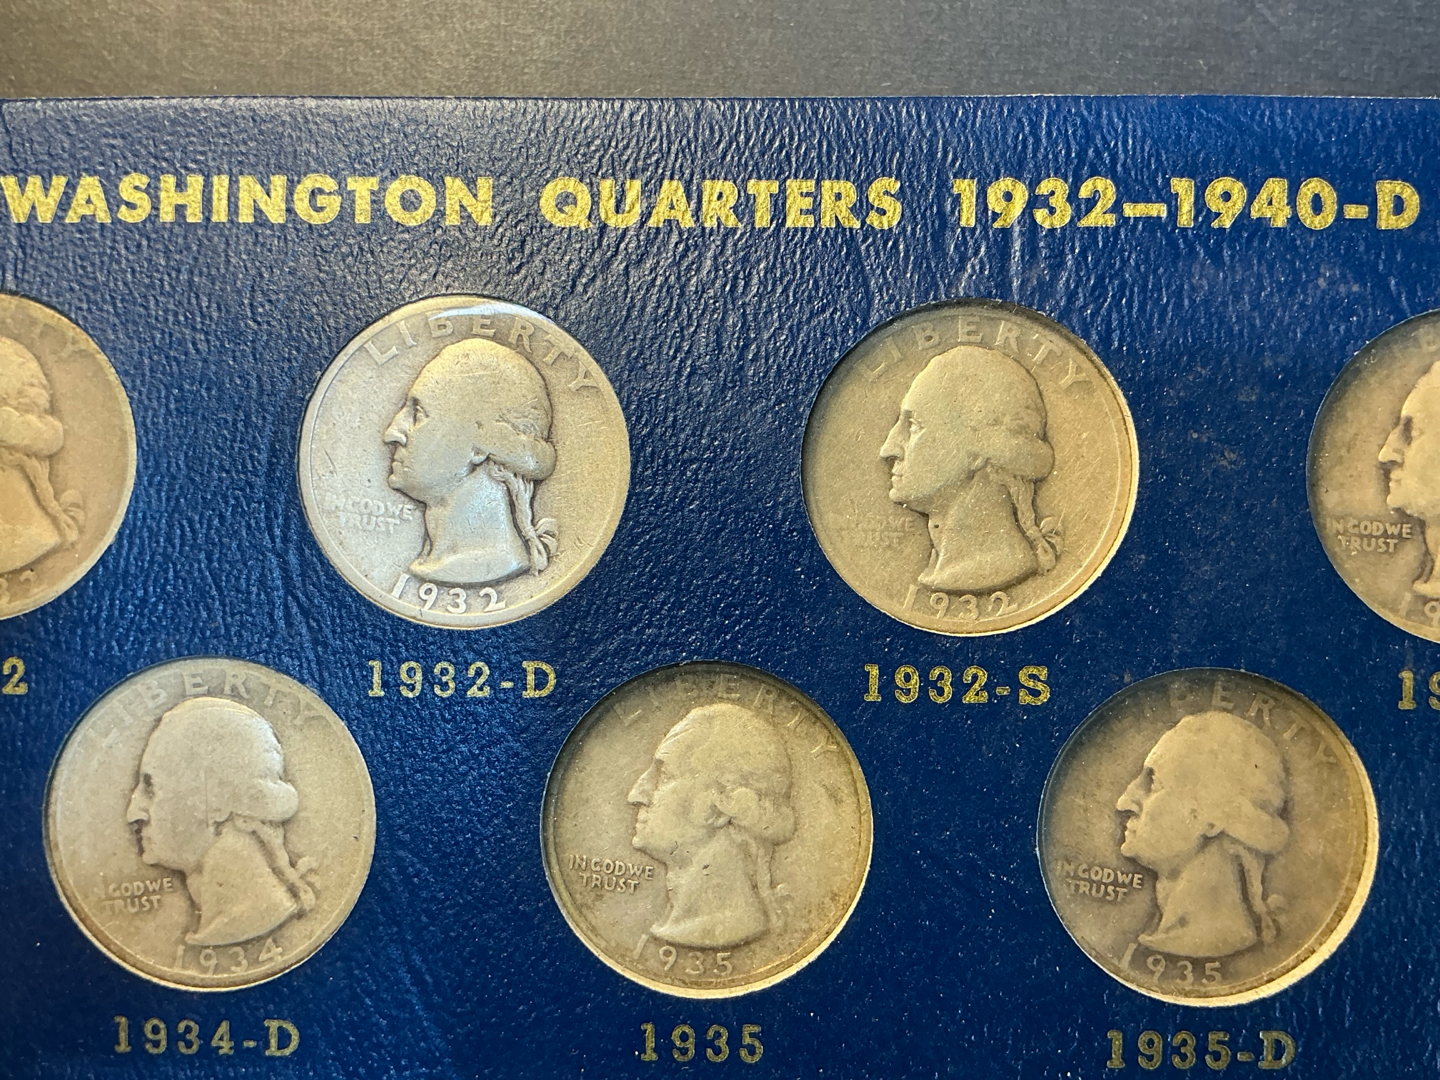 WASHINGTON QUARTERS 1932–1940-D
LIBERTY
IN GOD WE
TRUST
1932
LIBERTY
IN GOD WE
TRUST
1932
IN GOD WE
TRUST
2
1932-D
1932-S
LIBERTY
GOD WE
TRUST
1934
LIBERTY
IN GOD WE
TRUST
1935
LIBERTY
IN GOD WE
TRUST
1935
1934-D
1935
1935-D